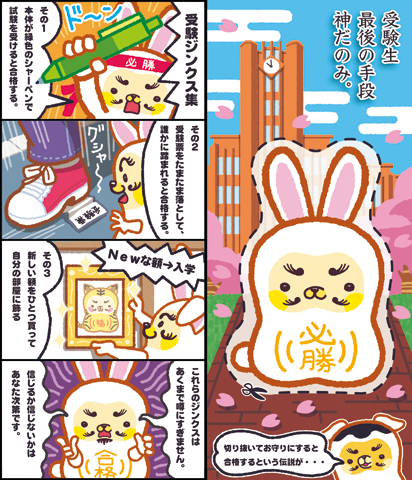 受験生
最後の手段
神だのみ。
必勝
切り抜いてお守りにすると
合格するという伝説が・・・
受験ジンクス集
ド〜ン
必勝
その1
本体が緑色のシャーペンで
試験を受けると合格する。
その2
受験票をたまたま落として、
誰かに踏まれると合格する。
グシャ〜
受験票
Newな額→入学
福
その3
新しい額をひとつ買って
自分の部屋に飾る
これらのジンクスは
あくまで噂にすぎません。
信じるか信じないかは
あなた次第です。
合格